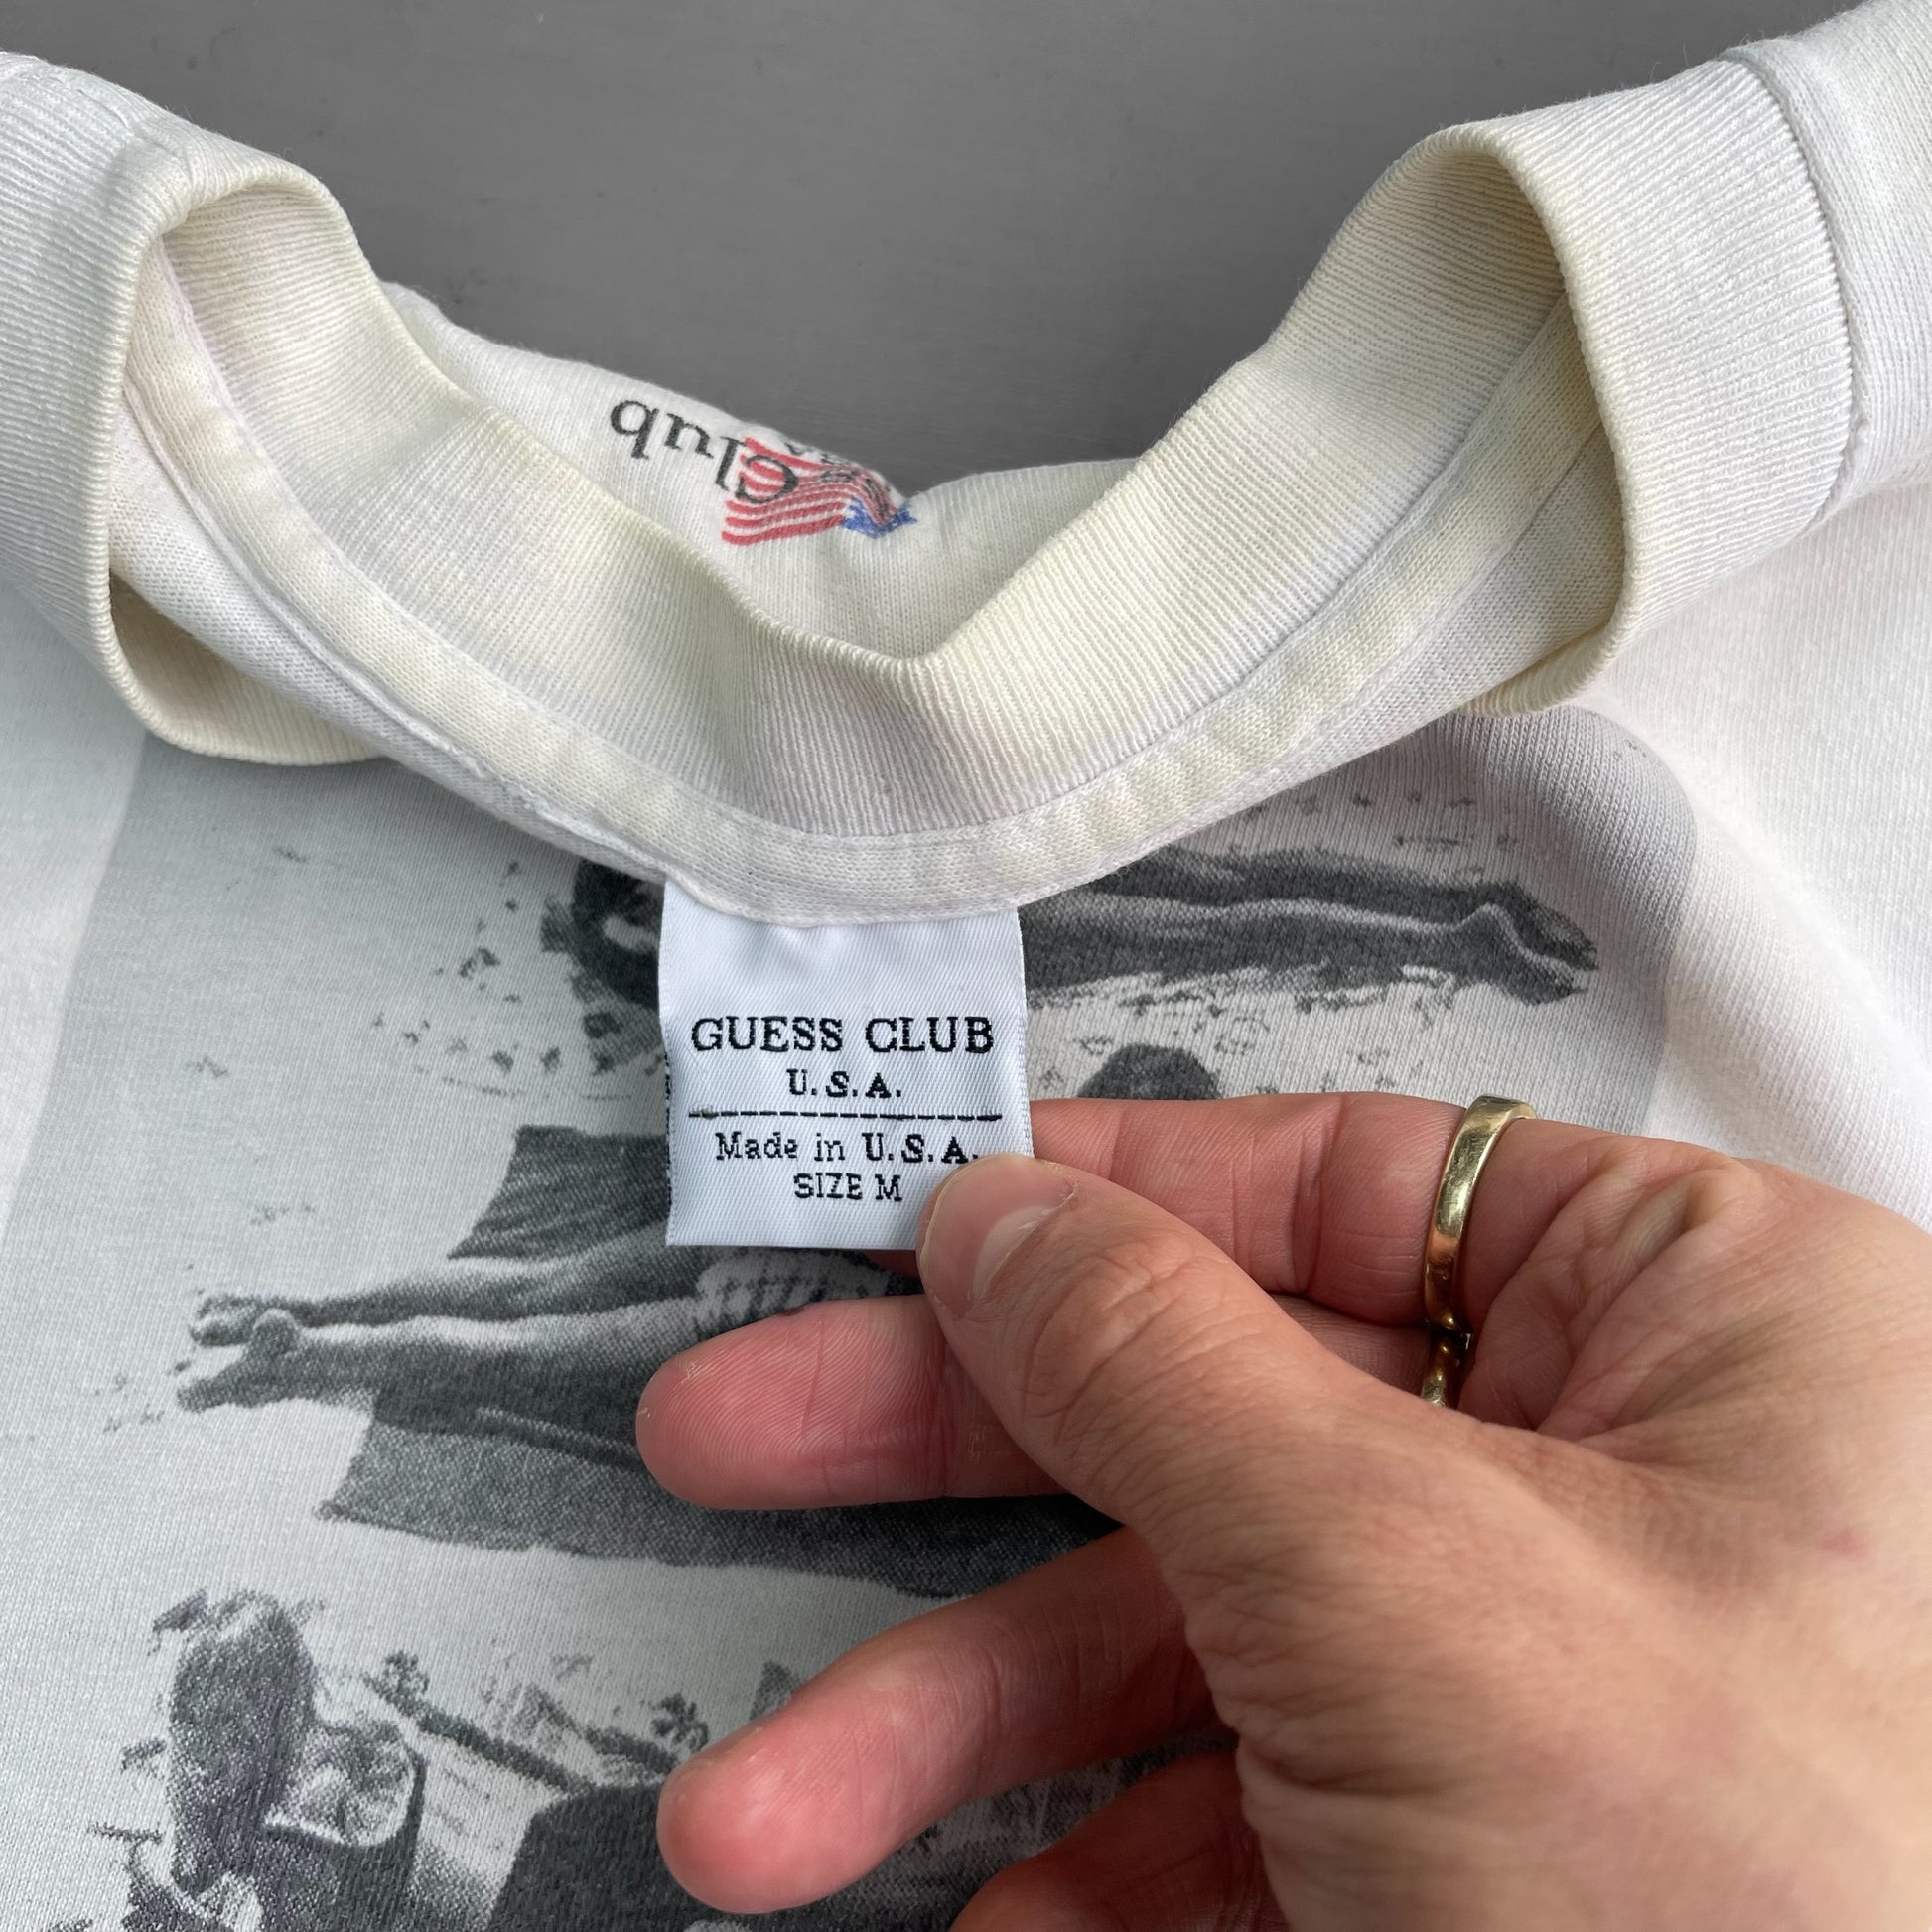 Club
GUESS CLUB
U.S.A.
Made in U.S.A.
SIZE M